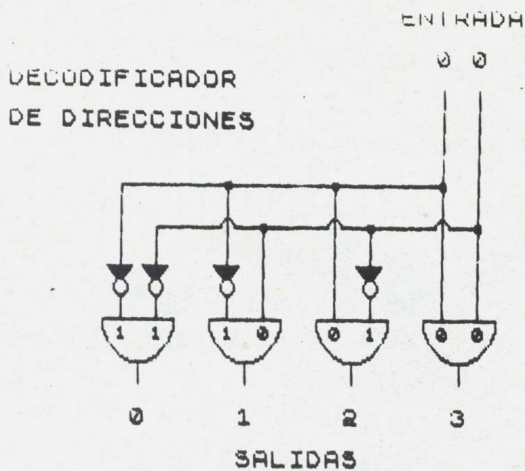 ENTRADA
0 0
DECODIFICADOR
DE DIRECCIONES
1 1 1 0 0 1 0 0
0 1 2 3
SALIDAS